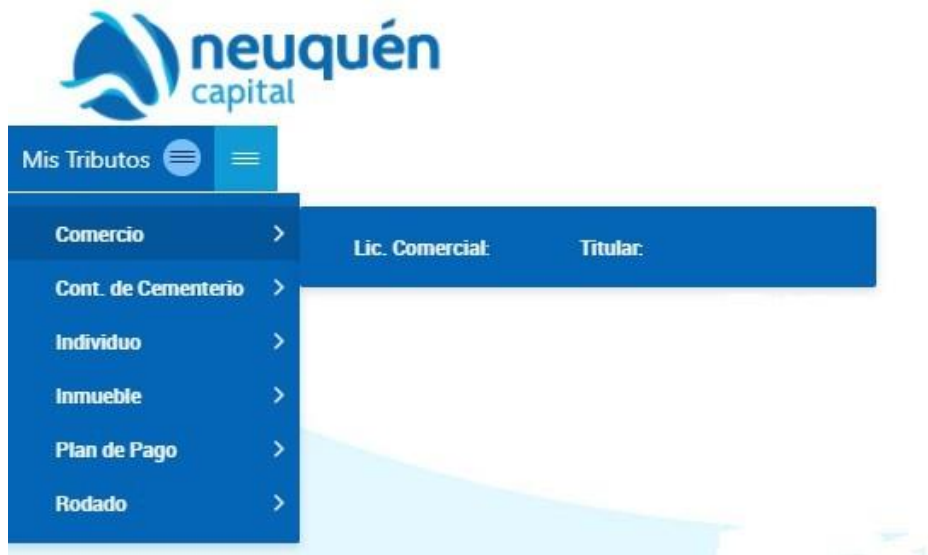 neuquén
capital
Mis Tributos
Comercio
Lic. Comercial: Titular:
Cont. de Cementerio
Individuo
Inmueble
Plan de Pago
Rodado